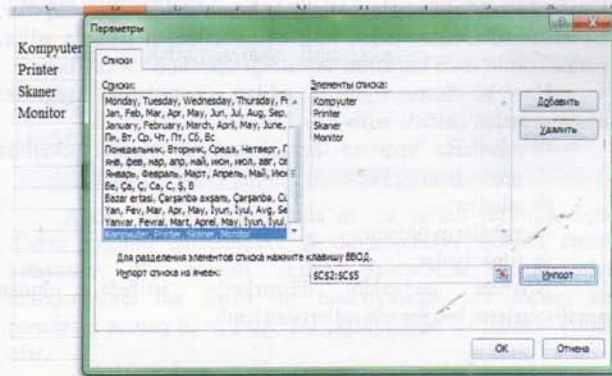 Kompyuter
Printer
Skaner
Monitor
Параметры
Списки
Списки:
Monday, Tuesday, Wednesday, Thursday, Fr
Jan, Feb, Mar, Apr, May, Jun, Jul, Aug, Sep
January, February, March, April, May, June,
Пн, Вт, Ср, Чт, Пт, Сб, Вс
Понедельник, Вторник, Среда, Четверг, П
янв, фев, мар, апр, май, июн, июл, авг, се
Январь, Февраль, Март, Апрель, Май, Июн
Be, Ça, Ç, Ca, C, Ş, B
Bazar ertəsi, Çərşənbə axşamı, Çərşənbə, Cu
Yan, Fev, Mar, Apr, May, İyun, İyul, Avg, Se
Yanvar, Fevral, Mart, Aprel, May, İyun, İyul,
Kompyuter, Printer, Skaner, Monitor
Элементы списка:
Kompyuter
Printer
Skaner
Monitor
Добавить
Удалить
Для разделения элементов списка нажмите клавишу ВВОД.
Импорт списка из ячеек:
$C$2:$C$5
Импорт
ОК
Отмена